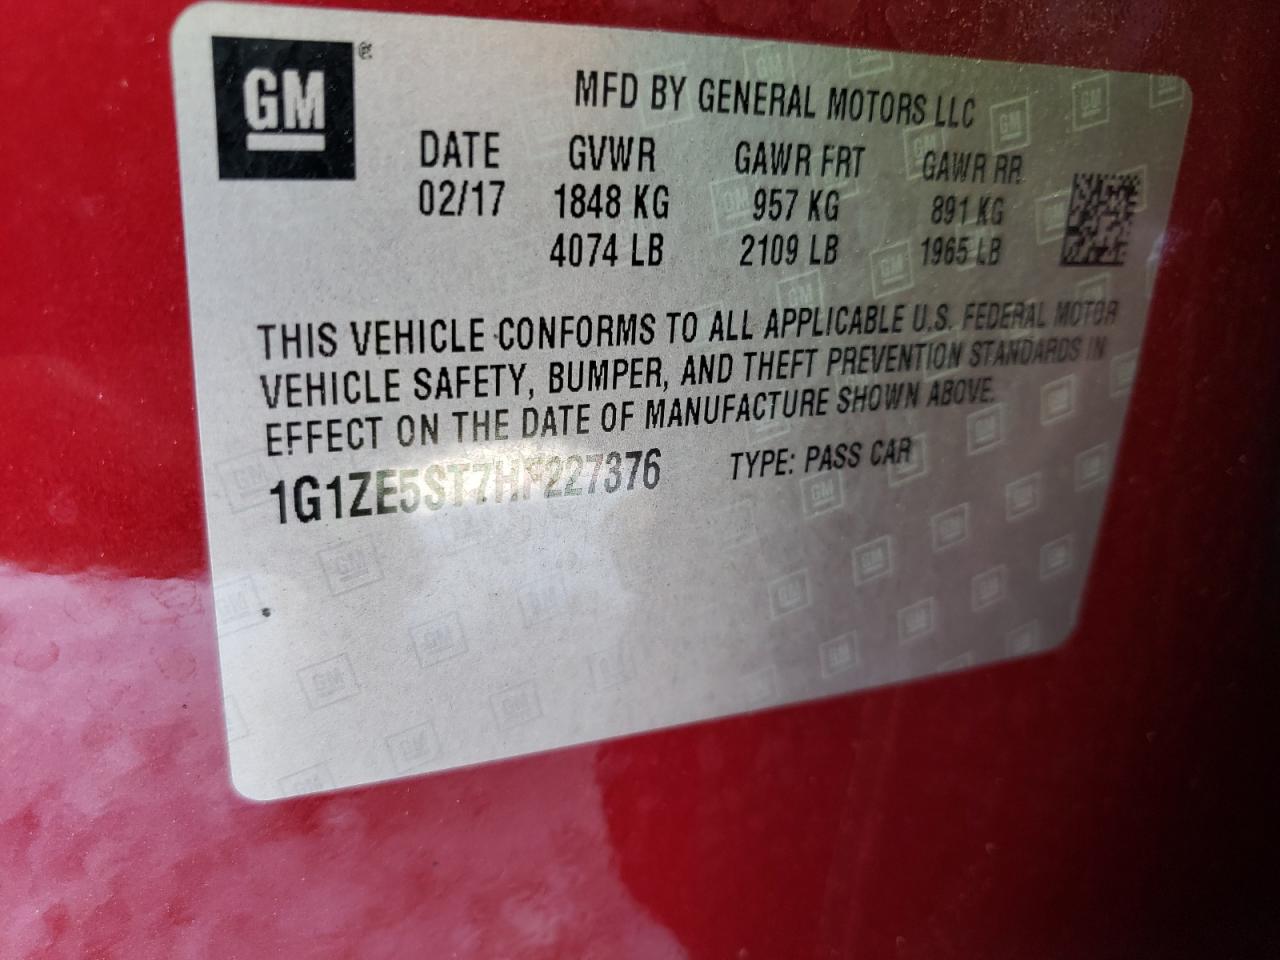 GM®
MFD BY GENERAL MOTORS LLC
DATE GVWR GAWR FRT GAWR RR
02/17 1848 KG 957 KG 891 KG
4074 LB 2109 LB 1965 LB
THIS VEHICLE CONFORMS TO ALL APPLICABLE U.S. FEDERAL MOTOR
VEHICLE SAFETY, BUMPER, AND THEFT PREVENTION STANDARDS IN
EFFECT ON THE DATE OF MANUFACTURE SHOWN ABOVE.
1G1ZE5ST7HF227376 TYPE: PASS CAR